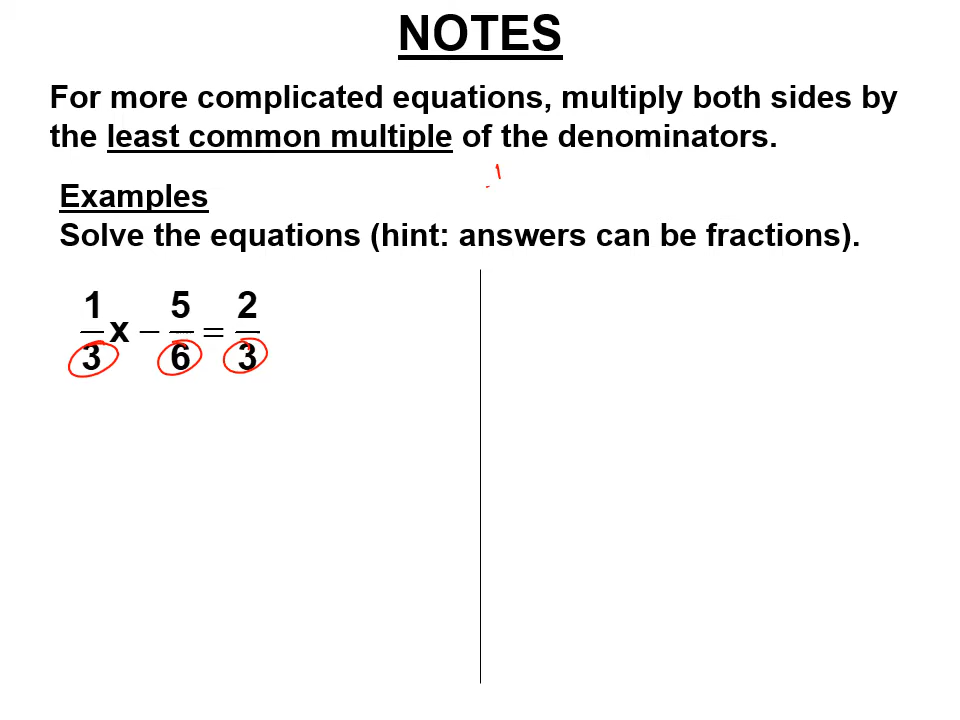 NOTES
For more complicated equations, multiply both sides by
the least common multiple of the denominators.
Examples
Solve the equations (hint: answers can be fractions).
1/3 x − 5/6 = 2/3